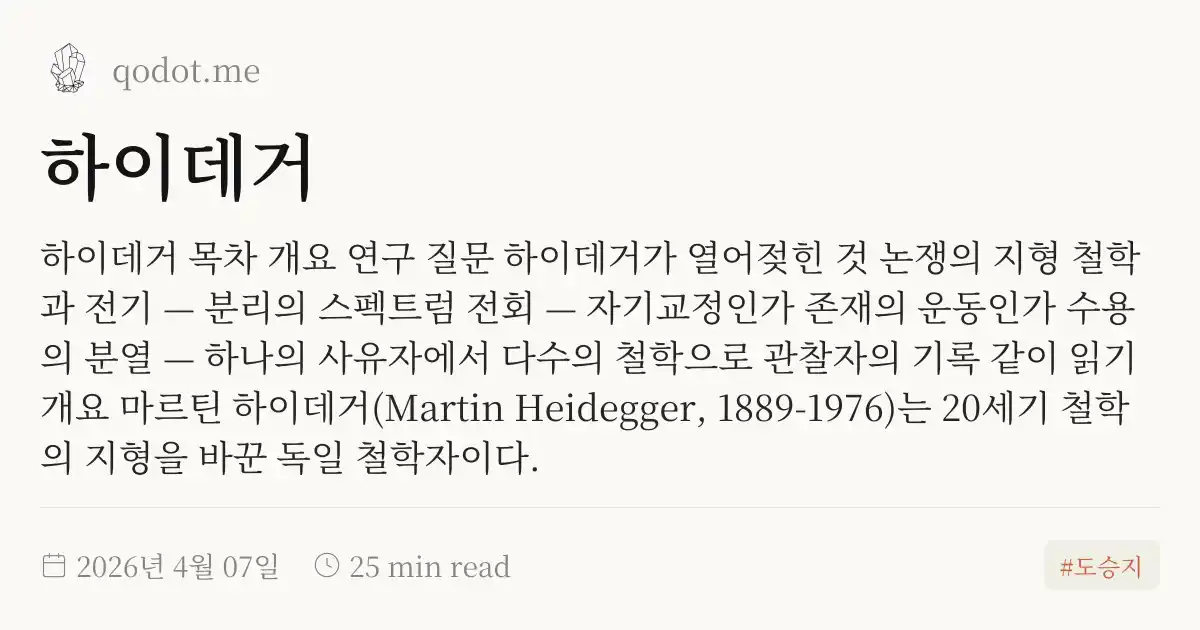 qodot.me
하이데거
하이데거 목차 개요 연구 질문 하이데거가 열어젖힌 것 논쟁의 지형 철학
과 전기 — 분리의 스펙트럼 전회 — 자기교정인가 존재의 운동인가 수용
의 분열 — 하나의 사유자에서 다수의 철학으로 관찰자의 기록 같이 읽기
개요 마르틴 하이데거(Martin Heidegger, 1889-1976)는 20세기 철학
의 지형을 바꾼 독일 철학자이다.
2026년 4월 07일 25 min read #도승지